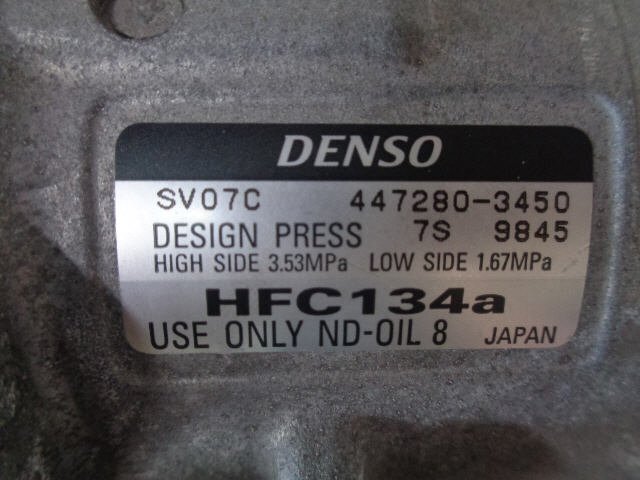 DENSO
SV07C 447280-3450
DESIGN PRESS 7S 9845
HIGH SIDE 3.53MPa LOW SIDE 1.67MPa
HFC134a
USE ONLY ND-OIL 8 JAPAN